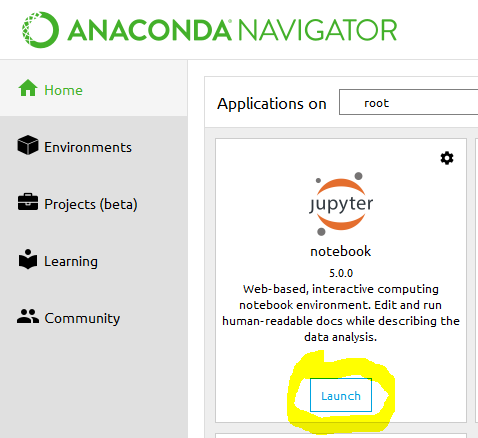 ANACONDA NAVIGATOR
Home
Applications on root
Environments
Projects (beta)
Learning
Community
jupyter
notebook
5.0.0
Web-based, interactive computing
notebook environment. Edit and run
human-readable docs while describing the
data analysis.
Launch